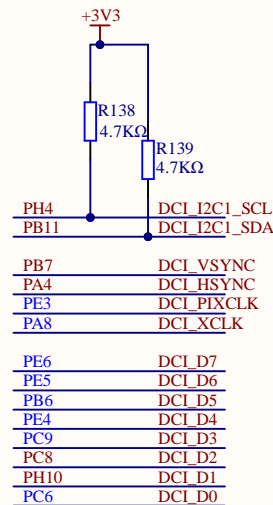 +3V3
R138
4.7KΩ
R139
4.7KΩ
PH4 DCI_I2C1_SCL
PB11 DCI_I2C1_SDA
PB7 DCI_VSYNC
PA4 DCI_HSYNC
PE3 DCI_PIXCLK
PA8 DCI_XCLK
PE6 DCI_D7
PE5 DCI_D6
PB6 DCI_D5
PE4 DCI_D4
PC9 DCI_D3
PC8 DCI_D2
PH10 DCI_D1
PC6 DCI_D0